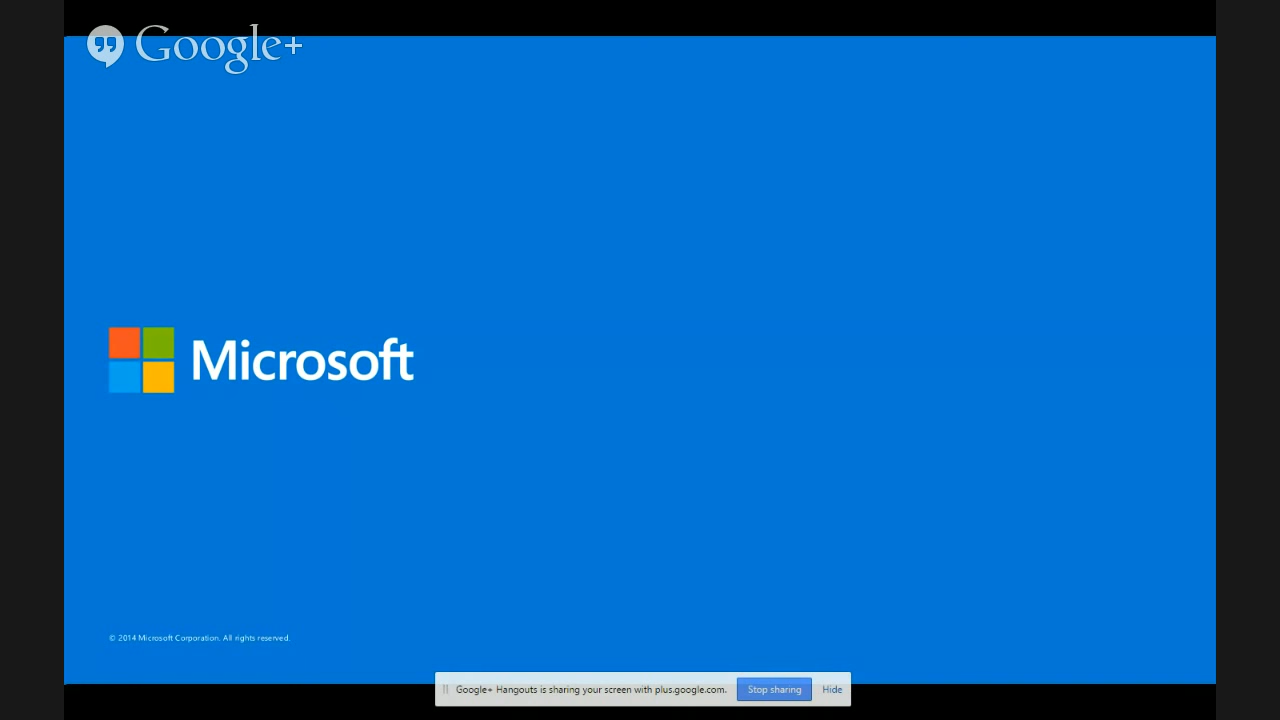 Google+
Microsoft
© 2014 Microsoft Corporation. All rights reserved.
Google+ Hangouts is sharing your screen with plus.google.com. Stop sharing Hide